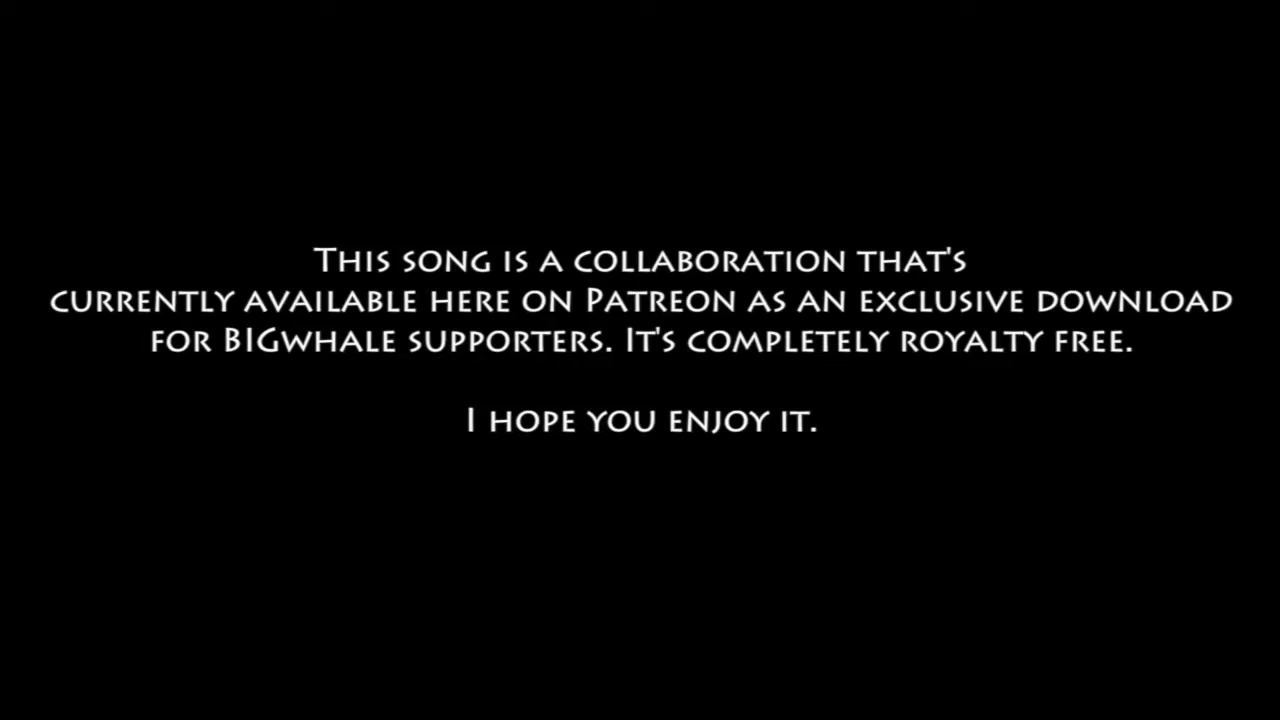 This song is a collaboration that's
currently available here on Patreon as an exclusive download
for BIGwhale supporters. It's completely royalty free.
I hope you enjoy it.